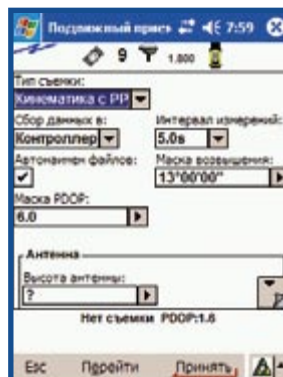 Подвижный прием 7:59
9 1.800
Тип съемки:
Кинематика с РР
Сбор данных в: Интервал измерений:
Контроллер 5.0s
Автоназнач файлов: Маска возвышения:
13°00'00"
Маска PDOP:
6.0
Антенна
Высота антенны:
?
Нет съемки PDOP:1.6
Esc Перейти Принять